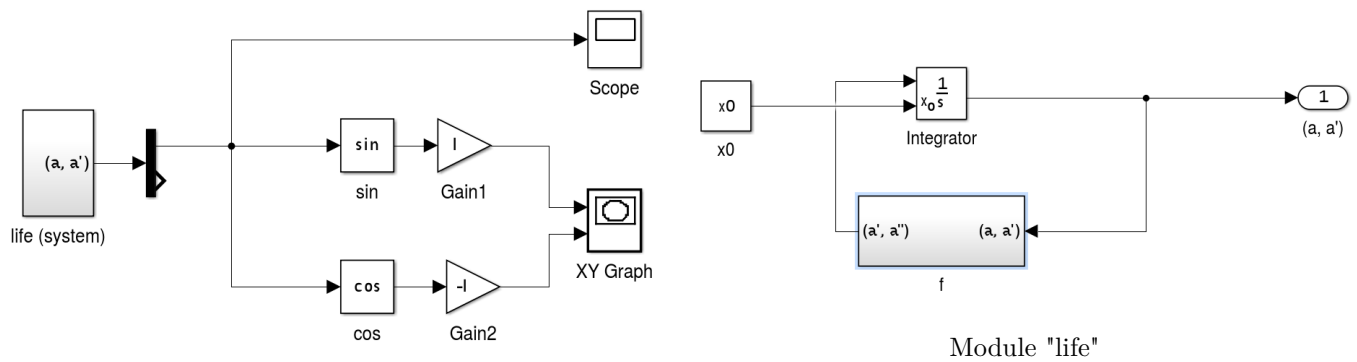 Scope
(a, a')
life (system)
sin
sin
l
Gain1
XY Graph
cos
cos
-l
Gain2
x0
x0
1
s
x₀
Integrator
1
(a, a')
(a', a'')
(a, a')
f
Module "life"